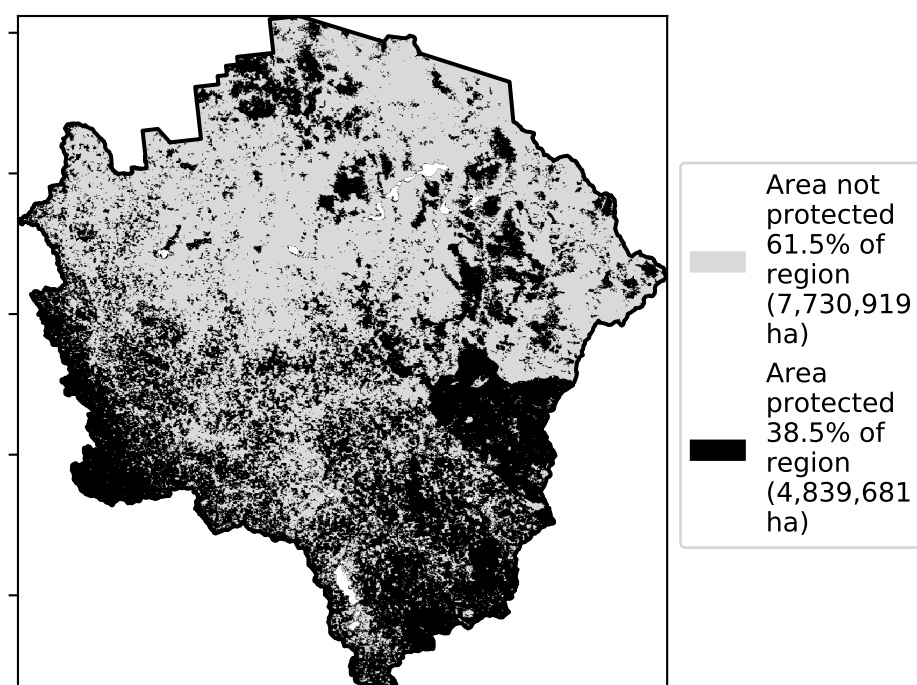 Area not
protected
61.5% of
region
(7,730,919
ha)
Area
protected
38.5% of
region
(4,839,681
ha)